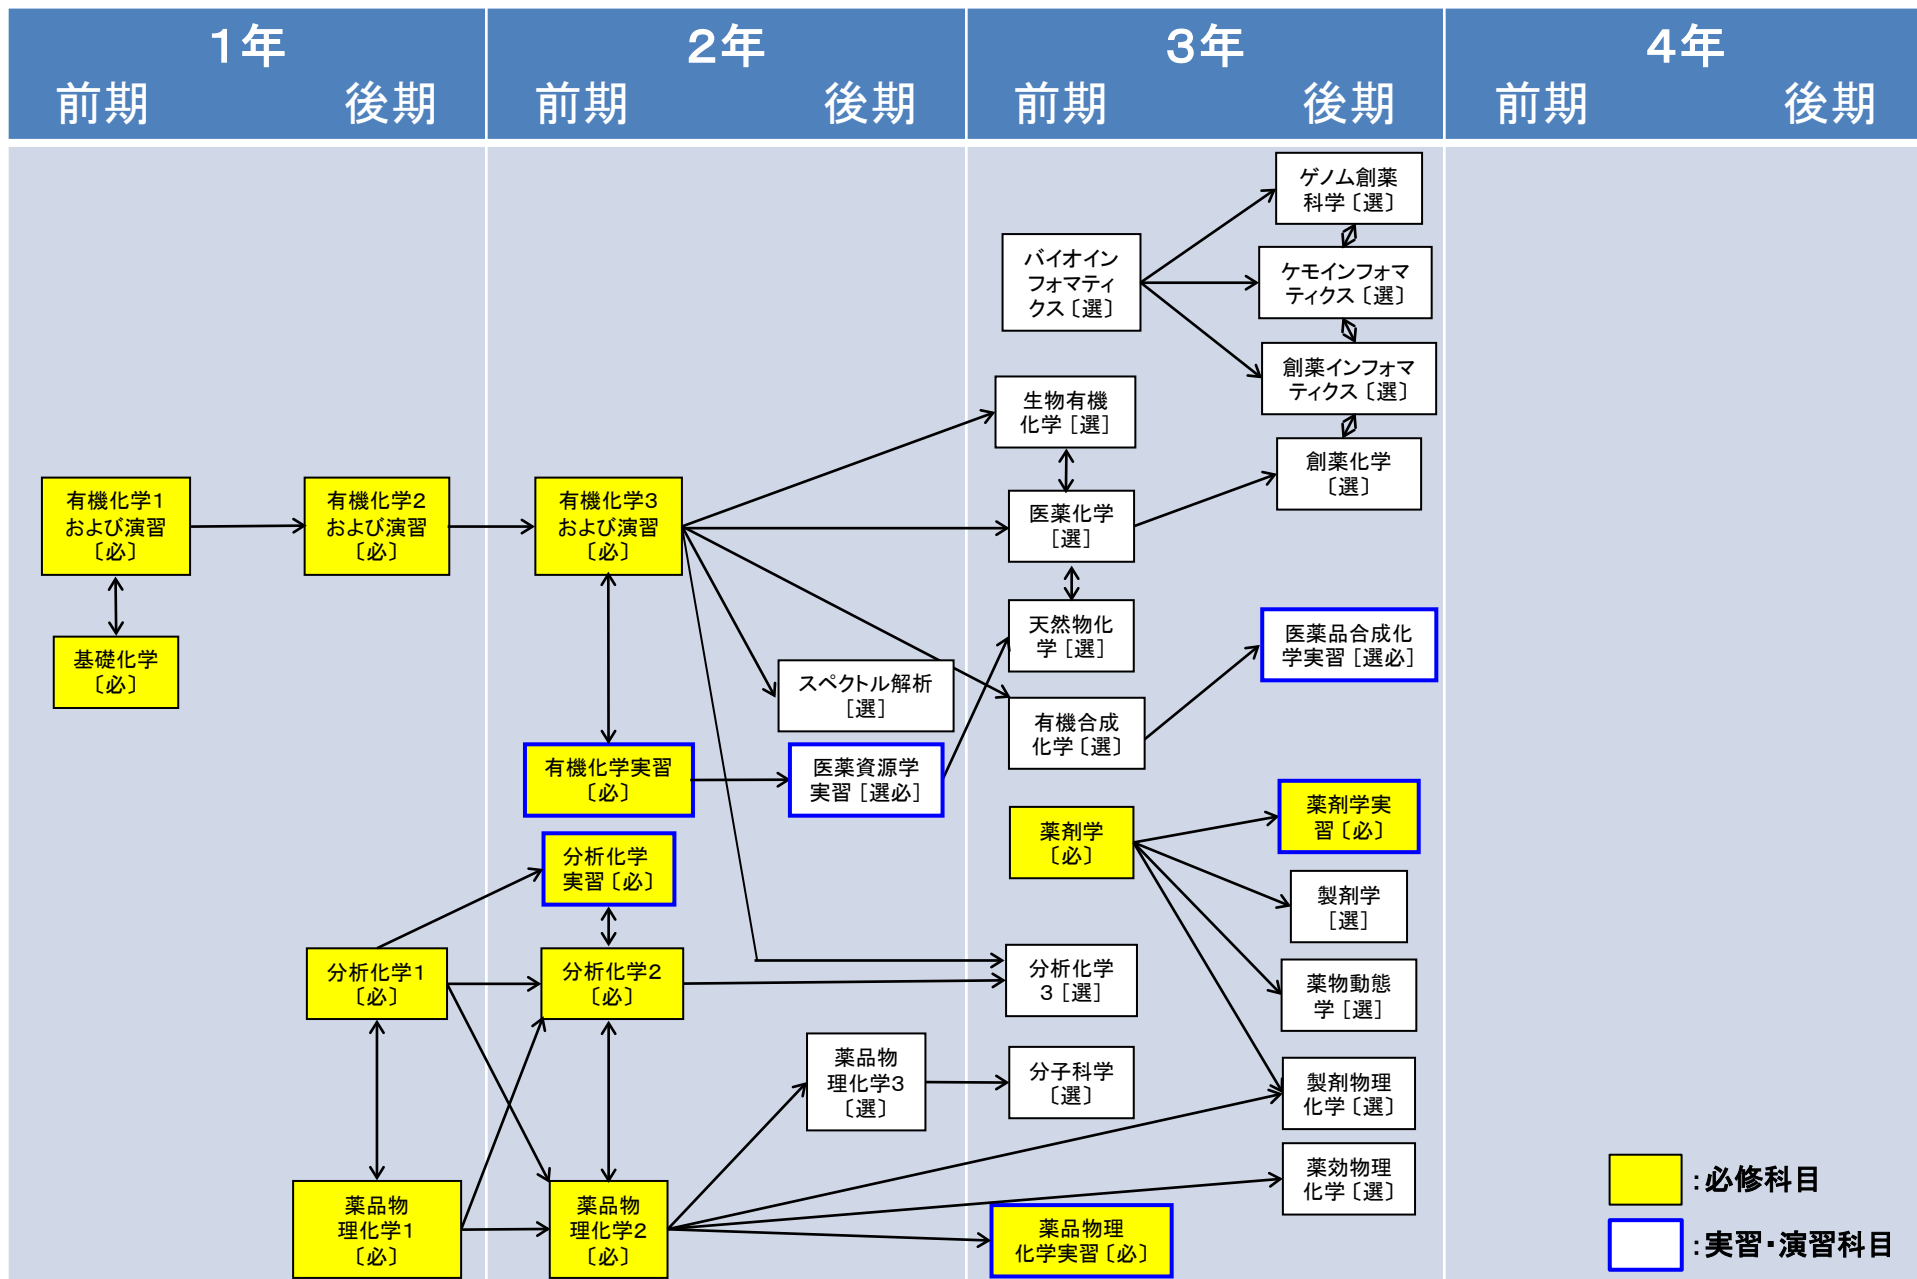 1年
2年
3年
4年
前期
後期
前期
後期
前期
後期
前期
後期
有機化学1
および演習
〔必〕
基礎化学
〔必〕
有機化学2
および演習
〔必〕
分析化学1
〔必〕
薬品物
理化学1
〔必〕
有機化学3
および演習
〔必〕
有機化学実習
〔必〕
分析化学
実習〔必〕
分析化学2
〔必〕
薬品物
理化学2
〔必〕
スペクトル解析
[選]
医薬資源学
実習[選必]
薬品物
理化学3
〔選〕
バイオイン
フォマティ
クス〔選〕
生物有機
化学[選]
医薬化学
[選]
天然物化
学[選]
有機合成
化学〔選〕
薬剤学
〔必〕
分析化学
3[選]
分子科学
〔選〕
薬品物理
化学実習〔必〕
ゲノム創薬
科学〔選〕
ケモインフォマ
ティクス〔選〕
創薬インフォマ
ティクス〔選〕
創薬化学
〔選〕
医薬品合成化
学実習[選必]
薬剤学実
習〔必〕
製剤学
[選]
薬物動態
学[選]
製剤物理
化学〔選〕
薬効物理
化学〔選〕
:必修科目
:実習・演習科目